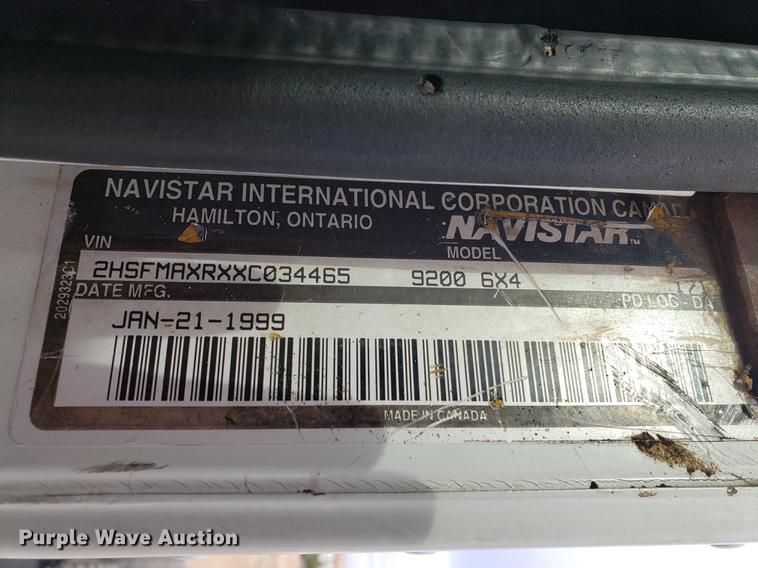 NAVISTAR INTERNATIONAL CORPORATION
HAMILTON, ONTARIO
NAVISTAR
VIN
MODEL
2HSFMAXRXXC034465 9200 6X4
2029323C1
DATE MFG.
PD LOG - DA
JAN-21-1999
MADE IN CANADA
Purple Wave Auction